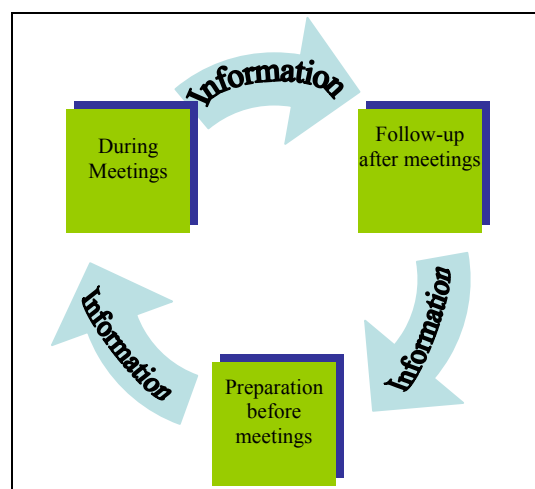 Information
During
Meetings
Follow-up
after meetings
Information
Information
Preparation
before
meetings